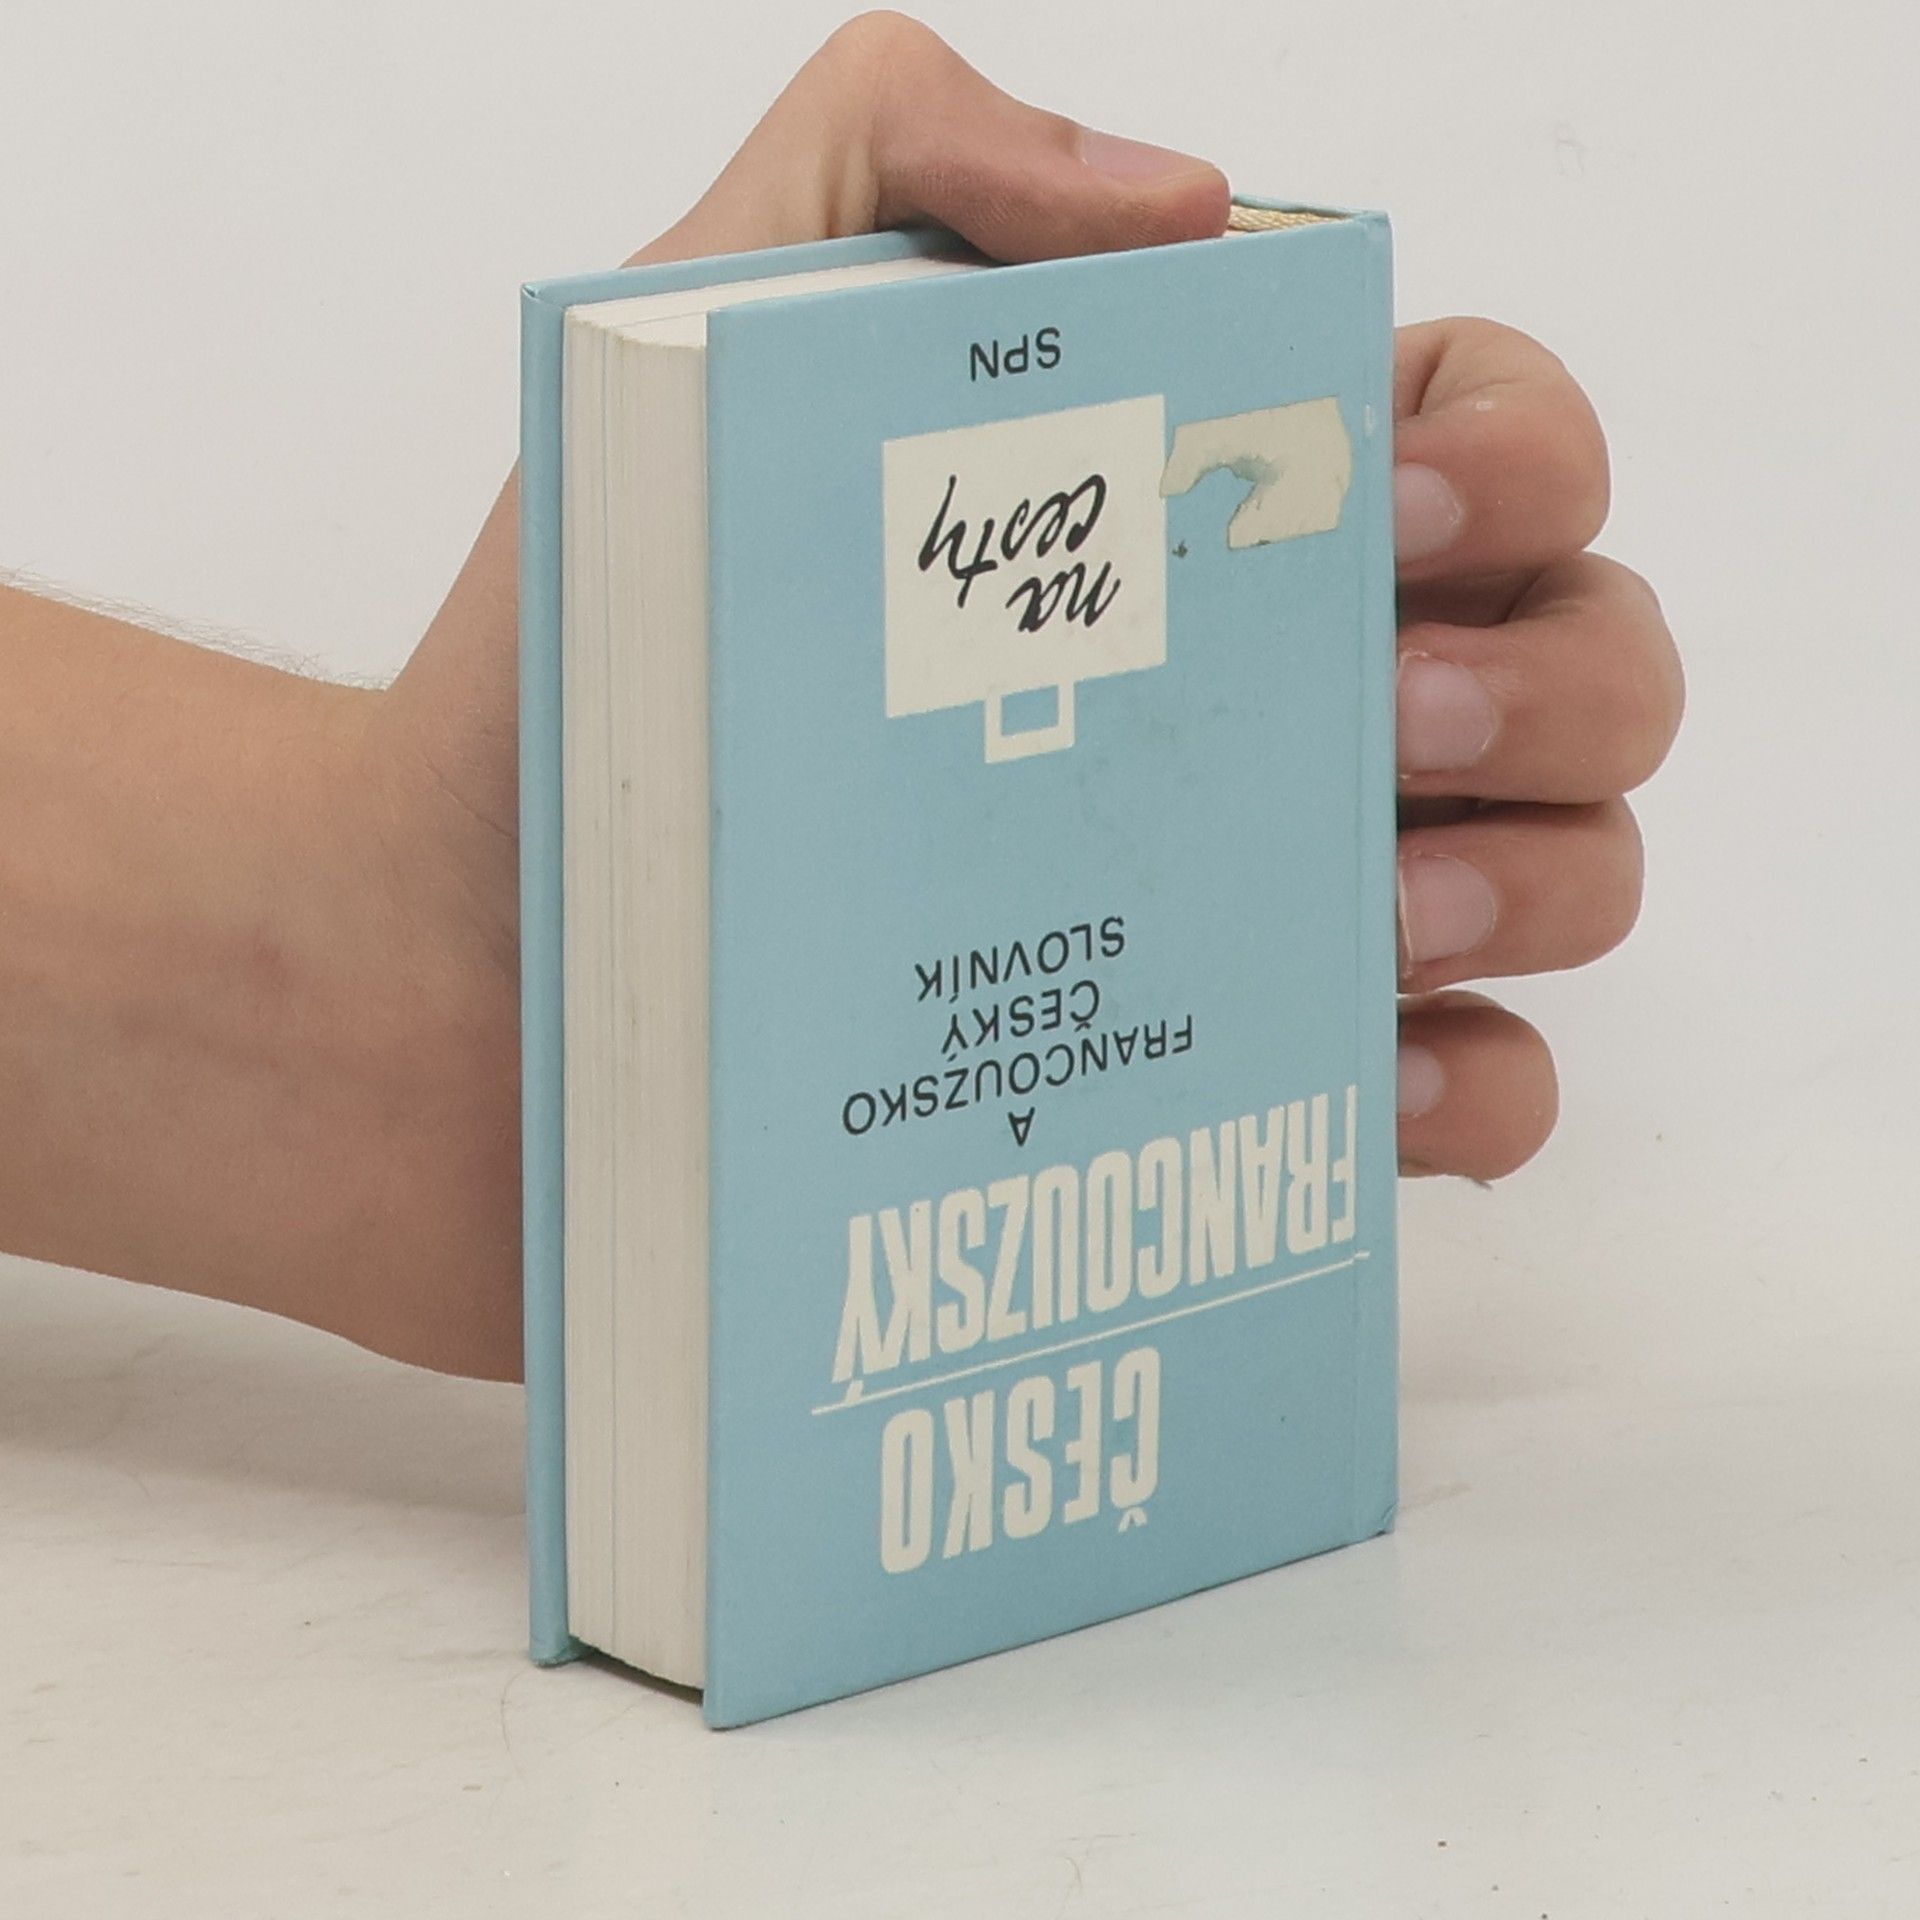 ČESKO
FRANCOUZSKÝ
A
FRANCOUZSKO
ČESKÝ
SLOVNÍK
na
cesty
SPN